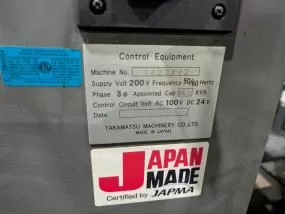 Control Equipment
Machine No.
Supply Volt 200 V Frequency 50/60 Hertz
Phase 3 φ Appointed Cap KVA
Control Circuit Volt AC 100 V DC 24 V
Date
TAKAMATSU MACHINERY CO., LTD.
MADE IN JAPAN
JAPAN
MADE
Certified by JAPMA